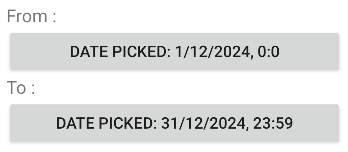 From :
DATE PICKED: 1/12/2024, 0:0
To :
DATE PICKED: 31/12/2024, 23:59